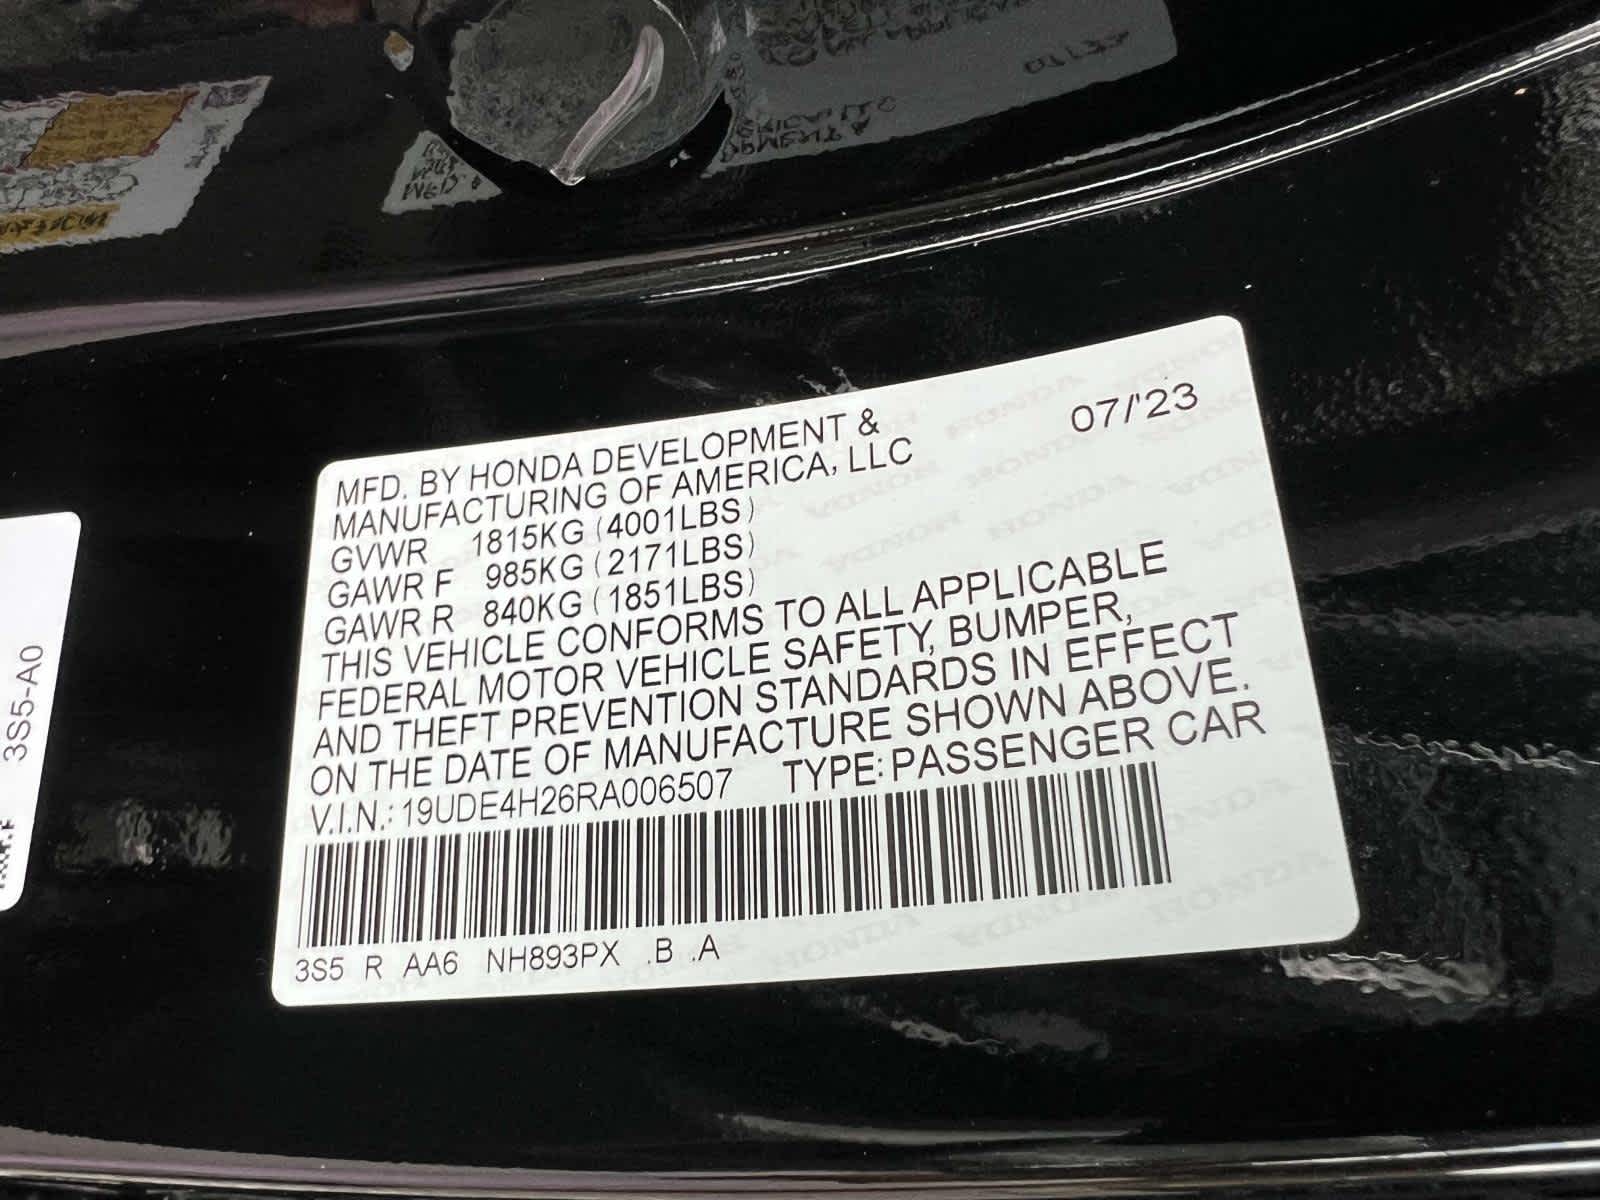 07/'23
MFD. BY HONDA DEVELOPMENT &
MANUFACTURING OF AMERICA, LLC
GVWR 1815KG (4001LBS)
GAWR F 985KG (2171LBS)
GAWR R 840KG (1851LBS)
THIS VEHICLE CONFORMS TO ALL APPLICABLE
FEDERAL MOTOR VEHICLE SAFETY, BUMPER,
AND THEFT PREVENTION STANDARDS IN EFFECT
ON THE DATE OF MANUFACTURE SHOWN ABOVE.
V.I.N.: 19UDE4H26RA006507 TYPE: PASSENGER CAR
3S5 R AA6 NH893PX .B .A
3S5-A0